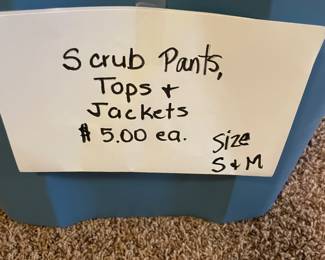 Scrub Pants,
Tops +
Jackets
$5.00 ea.
Size
S + M